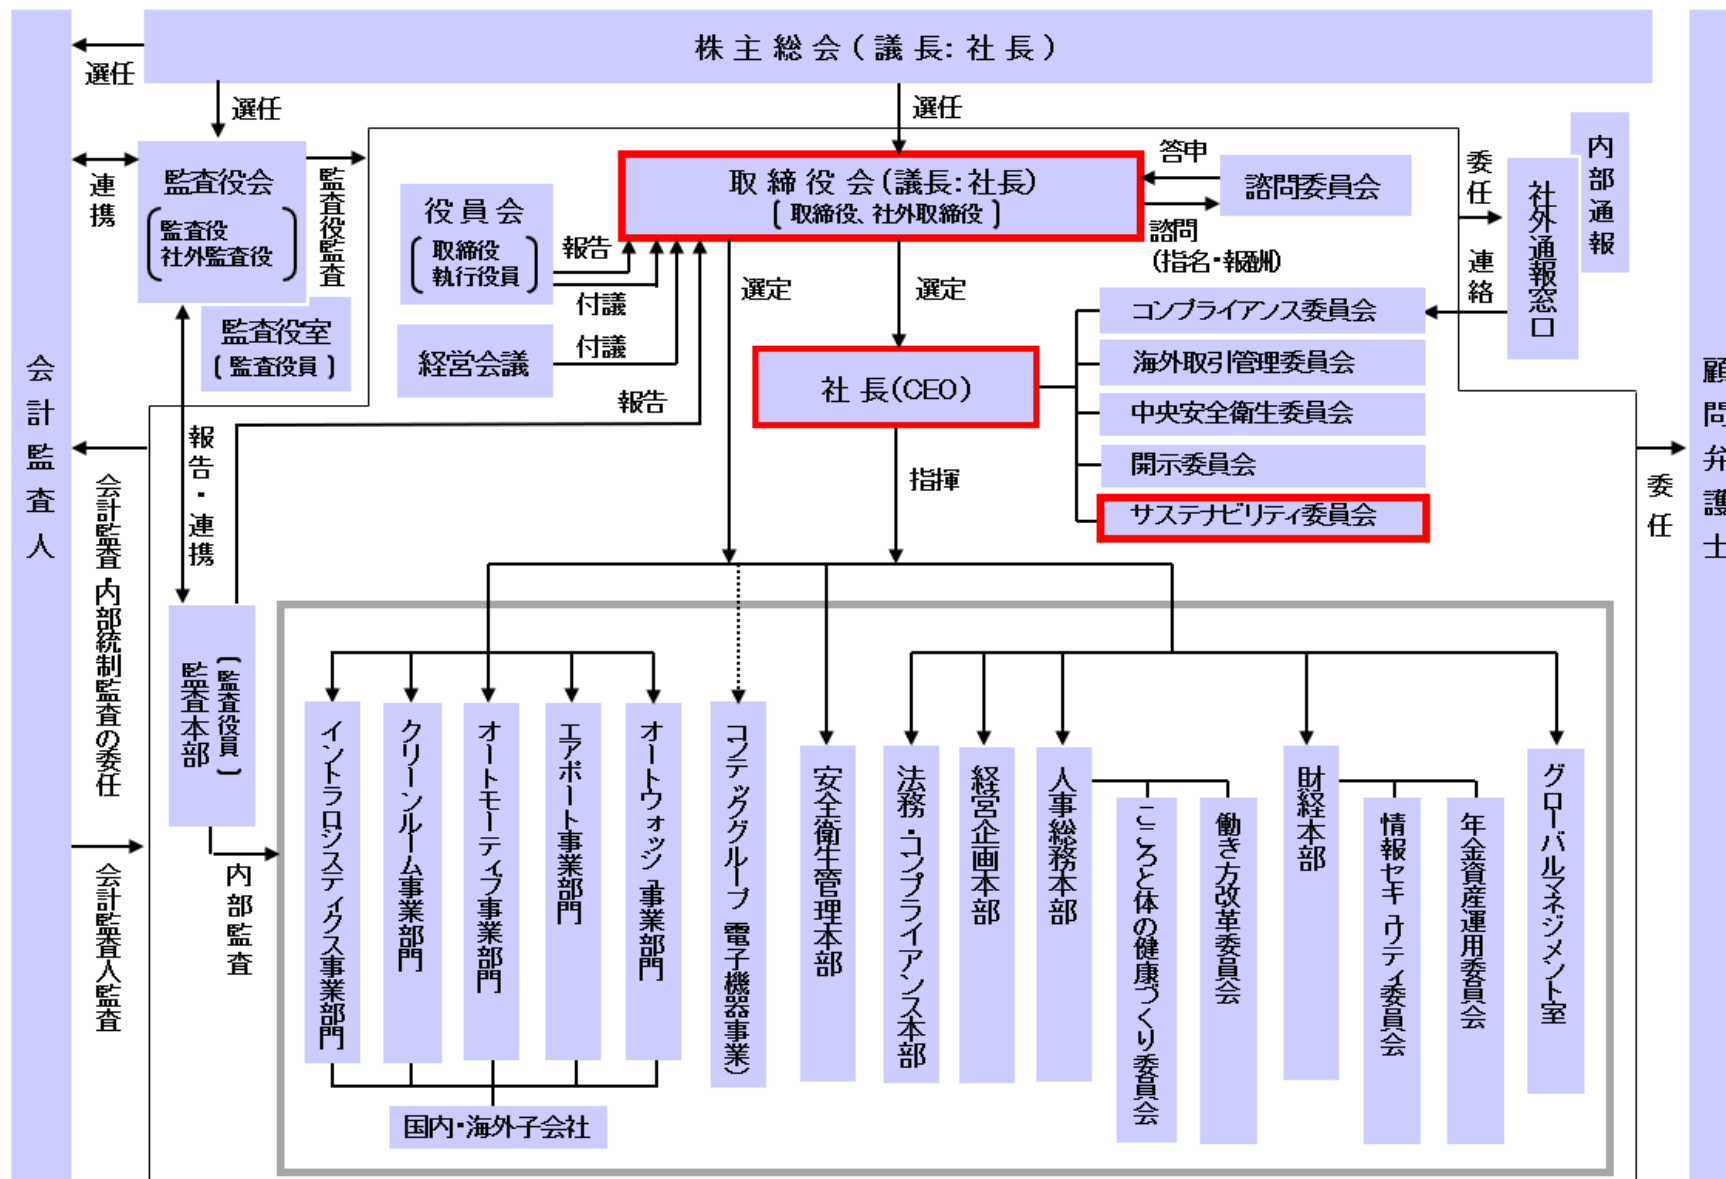 株主総会(議長:社長)
選任
選任
選任
会計監査人
連携
監査役会
監査役
社外監査役
監査役監査
監査役室
[監査役員]
役員会
取締役
執行役員
報告
付議
経営会議
付議
報告
取締役会(議長:社長)
[取締役、社外取締役]
答申
諮問委員会
諮問
(指名・報酬)
委任
連絡
社外通報窓口
内部通報
選定
選定
社長(CEO)
コンプライアンス委員会
海外取引管理委員会
中央安全衛生委員会
開示委員会
サステナビリティ委員会
指揮
顧問弁護士
委任
報告・連携
会計監査・内部統制監査の委任
会計監査人監査
監査本部
[監査役員]
内部監査
イントラロジスティクス事業部門
クリーンルーム事業部門
オートモーティブ事業部門
エアポート事業部門
オートウォッシュ事業部門
コンテックグループ(電子機器事業)
安全衛生管理本部
法務・コンプライアンス本部
経営企画本部
人事総務本部
こころと体の健康づくり委員会
働き方改革委員会
財経本部
情報セキュリティ委員会
年金資産運用委員会
グローバルマネジメント室
国内・海外子会社